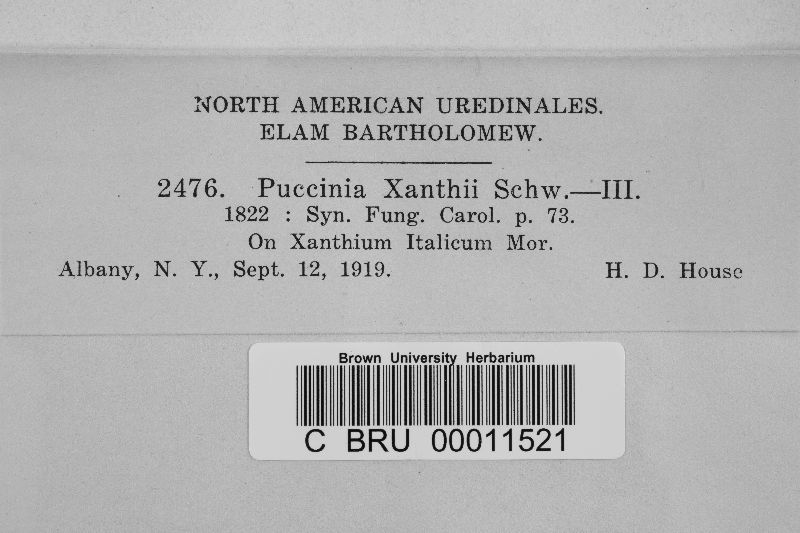 NORTH AMERICAN UREDINALES.
ELAM BARTHOLOMEW.
2476. Puccinia Xanthii Schw.—III.
1822 : Syn. Fung. Carol. p. 73.
On Xanthium Italicum Mor.
Albany, N. Y., Sept. 12, 1919. H. D. House
Brown University Herbarium
C BRU 00011521